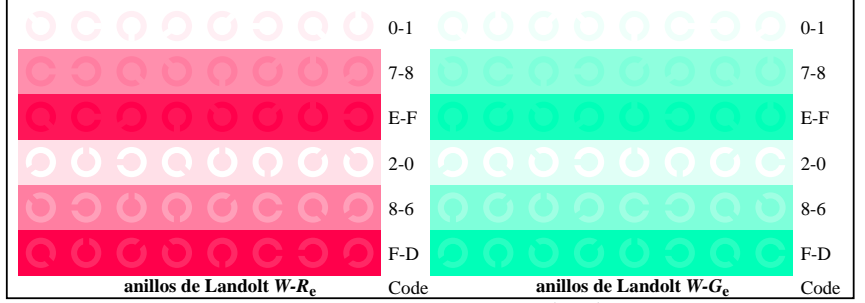 0-1 0-1
7-8 7-8
E-F E-F
2-0 2-0
8-6 8-6
F-D F-D
anillos de Landolt W-Re Code anillos de Landolt W-Ge Code